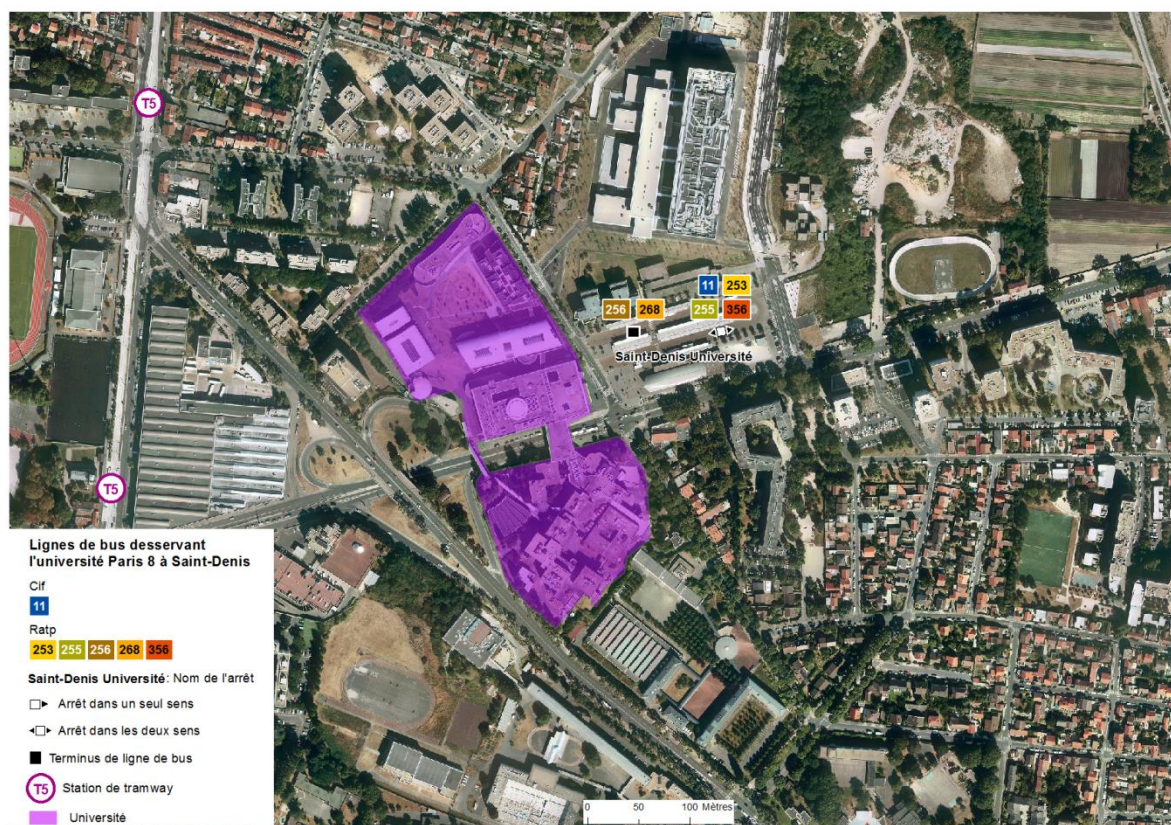 T5
11 253
256 268 255 356
Saint-Denis Université
T5
Lignes de bus desservant
l'université Paris 8 à Saint-Denis
Cif
11
Ratp
253 255 256 268 356
Saint-Denis Université: Nom de l'arrêt
Arrêt dans un seul sens
Arrêt dans les deux sens
Terminus de ligne de bus
T5 Station de tramway
Université
0 50 100 Mètres